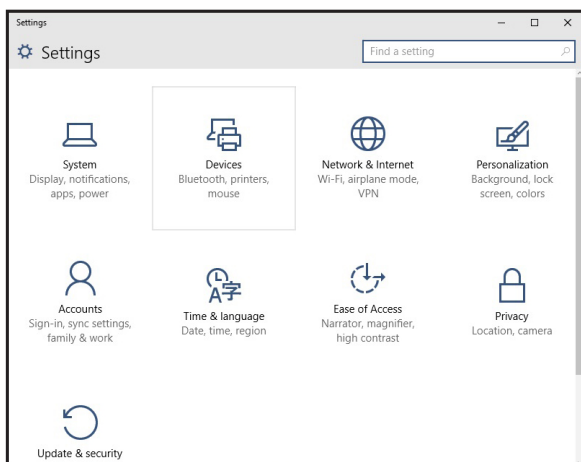 Settings
Settings
Find a setting
System
Display, notifications,
apps, power
Devices
Bluetooth, printers,
mouse
Network & Internet
Wi-Fi, airplane mode,
VPN
Personalization
Background, lock
screen, colors
Accounts
Sign-in, sync settings,
family & work
A字
Time & language
Date, time, region
Ease of Access
Narrator, magnifier,
high contrast
Privacy
Location, camera
Update & security